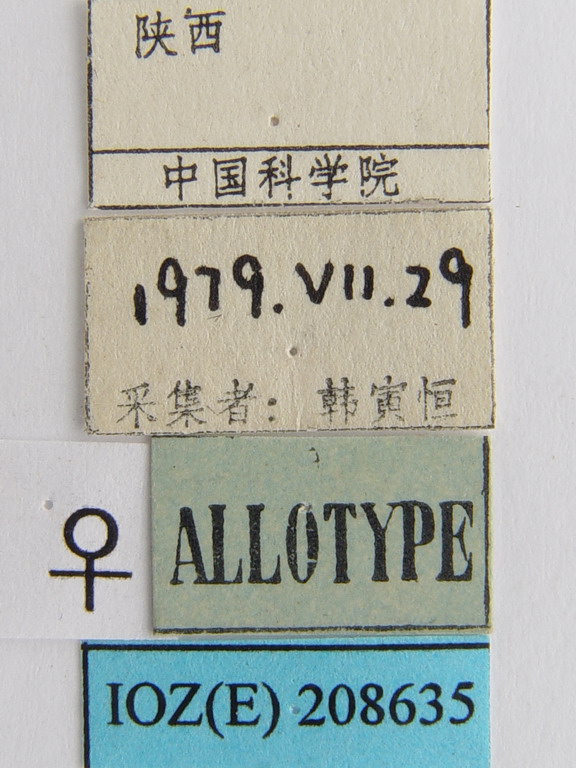 陕西
中国科学院
1979.VII.29
采集者：韩寅恒
♀
ALLOTYPE
IOZ(E) 208635